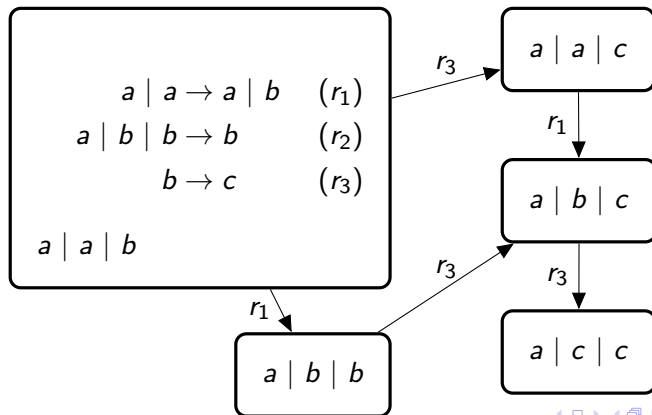 a | a → a | b (r₁)
a | b | b → b (r₂)
b → c (r₃)
a | a | b
r₃
a | a | c
r₁
a | b | c
r₃
r₃
a | c | c
r₁
a | b | b